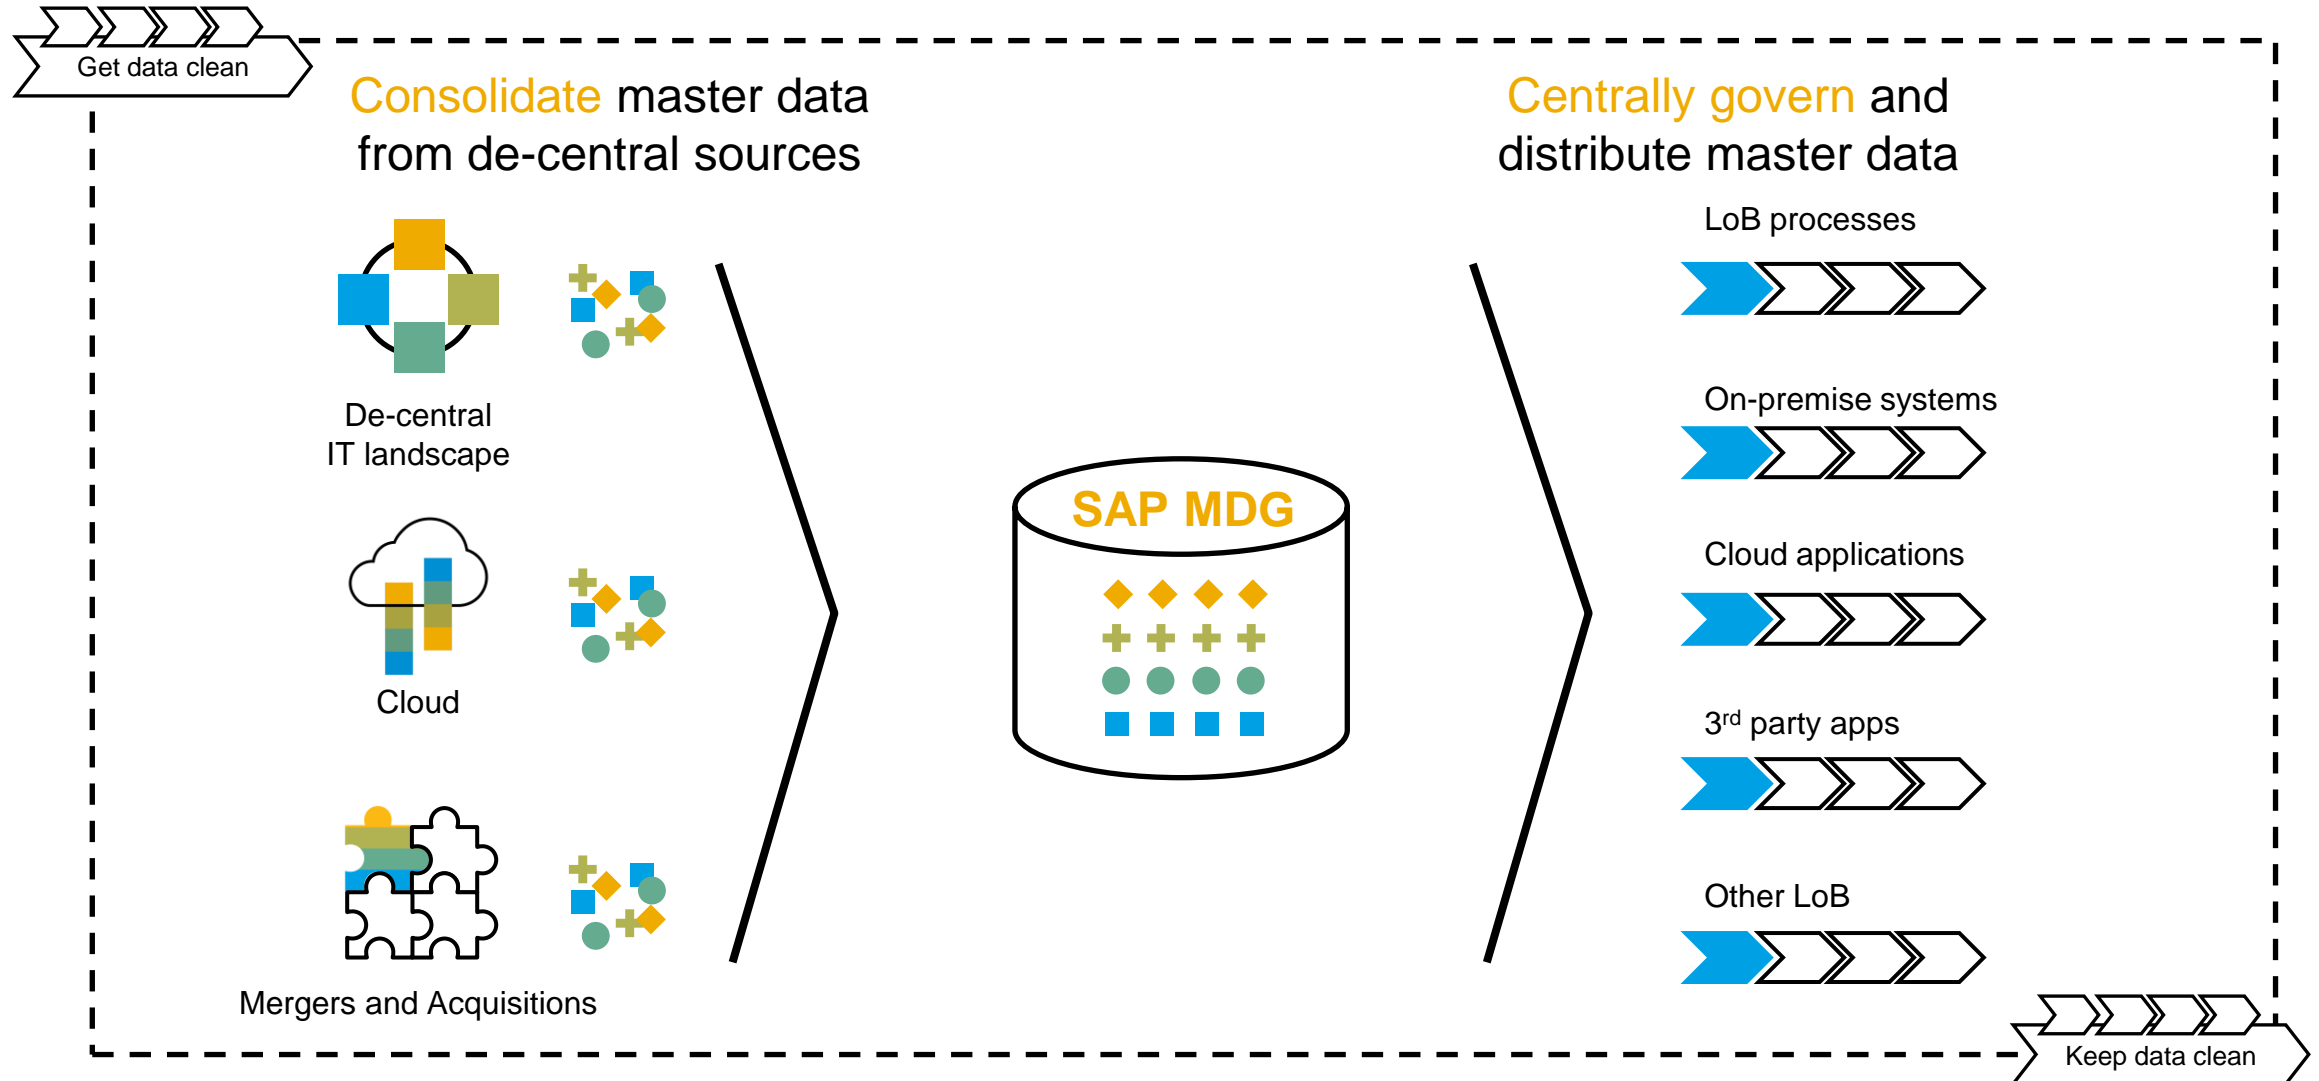 Get data clean
Consolidate master data
from de-central sources
De-central
IT landscape
Cloud
Mergers and Acquisitions
SAP MDG
Centrally govern and
distribute master data
LoB processes
On-premise systems
Cloud applications
3rd party apps
Other LoB
Keep data clean